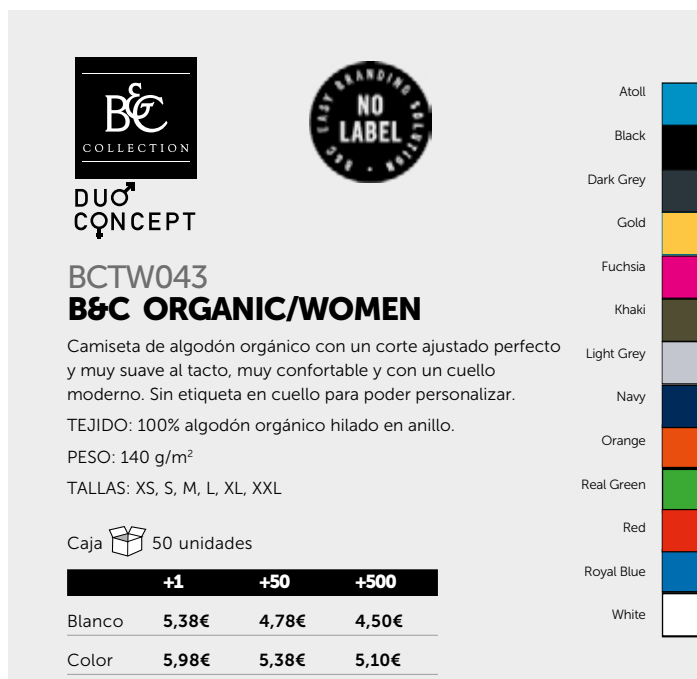 B&C
COLLECTION
DUO
CONCEPT
EASY BRANDING SOLUTION • B&C •
NO
LABEL
BCTW043
B&C ORGANIC/WOMEN
Camiseta de algodón orgánico con un corte ajustado perfecto
y muy suave al tacto, muy confortable y con un cuello
moderno. Sin etiqueta en cuello para poder personalizar.
TEJIDO: 100% algodón orgánico hilado en anillo.
PESO: 140 g/m²
TALLAS: XS, S, M, L, XL, XXL
Caja 50 unidades
+1 +50 +500
Blanco 5,38€ 4,78€ 4,50€
Color 5,98€ 5,38€ 5,10€
Atoll
Black
Dark Grey
Gold
Fuchsia
Khaki
Light Grey
Navy
Orange
Real Green
Red
Royal Blue
White